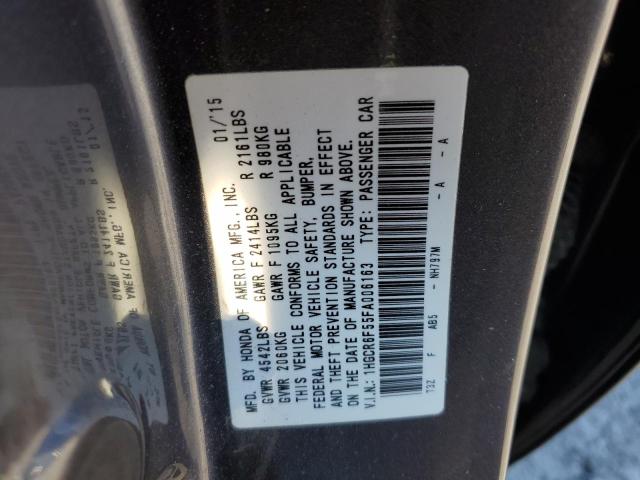 MFD. BY HONDA OF AMERICA MFG., INC. 01/'15
GVWR 4542LBS GAWR F 2414LBS R 2161LBS
GVWR 2060KG GAWR F 1095KG R 980KG
THIS VEHICLE CONFORMS TO ALL APPLICABLE
FEDERAL MOTOR VEHICLE SAFETY, BUMPER,
AND THEFT PREVENTION STANDARDS IN EFFECT
ON THE DATE OF MANUFACTURE SHOWN ABOVE.
V.I.N.: 1HGCR6F55FA006163 TYPE: PASSENGER CAR
T3Z F AB5 - NH797M - A - A